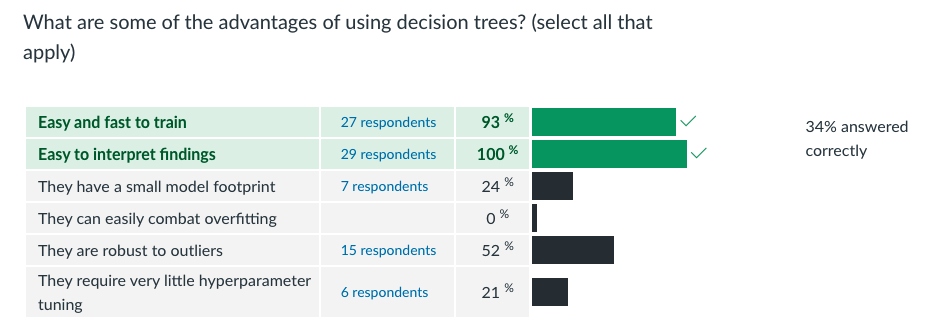 What are some of the advantages of using decision trees? (select all that
apply)
Easy and fast to train 27 respondents 93 %
34% answered
correctly
Easy to interpret findings 29 respondents 100 %
They have a small model footprint 7 respondents 24 %
They can easily combat overfitting 0 %
They are robust to outliers 15 respondents 52 %
They require very little hyperparameter
tuning 6 respondents 21 %